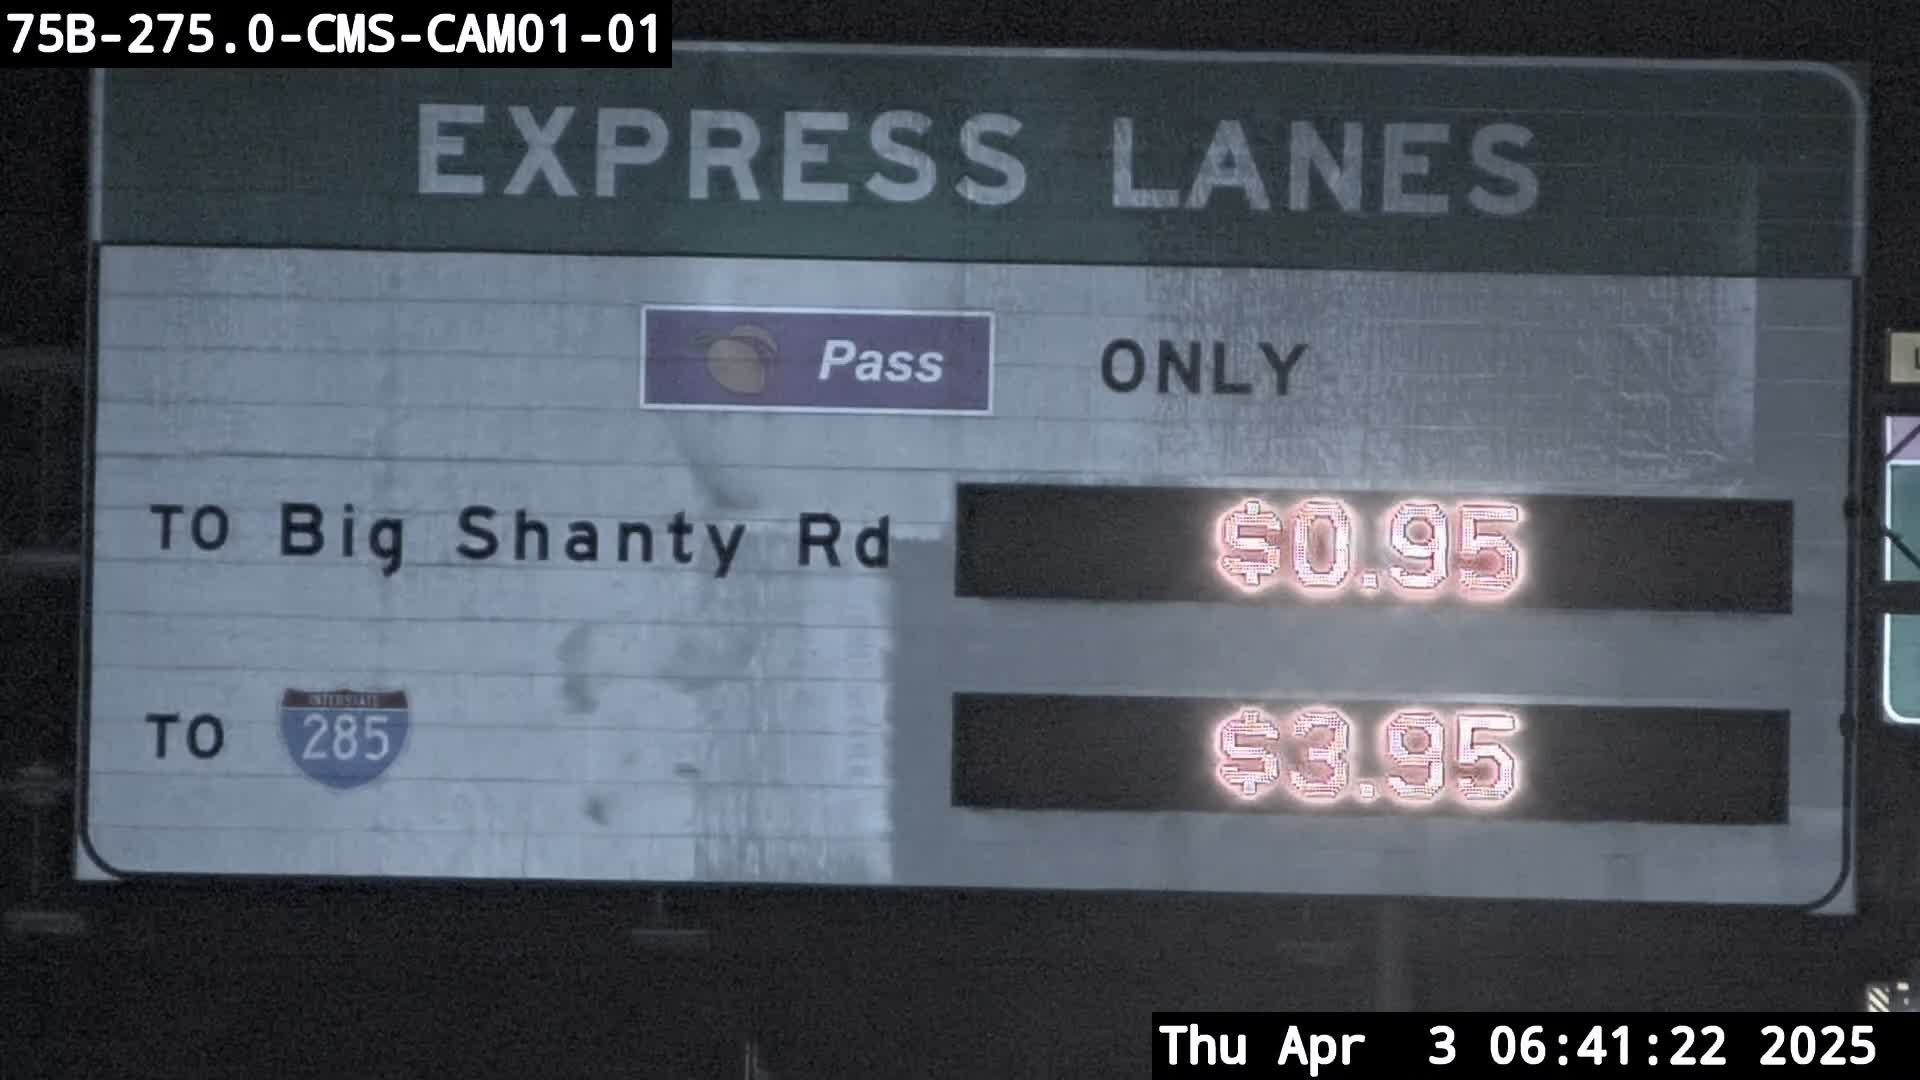 75B-275.0-CMS-CAM01-01
EXPRESS LANES
Pass ONLY
TO Big Shanty Rd $0.95
TO INTERSTATE 285 $3.95
Thu Apr 3 06:41:22 2025